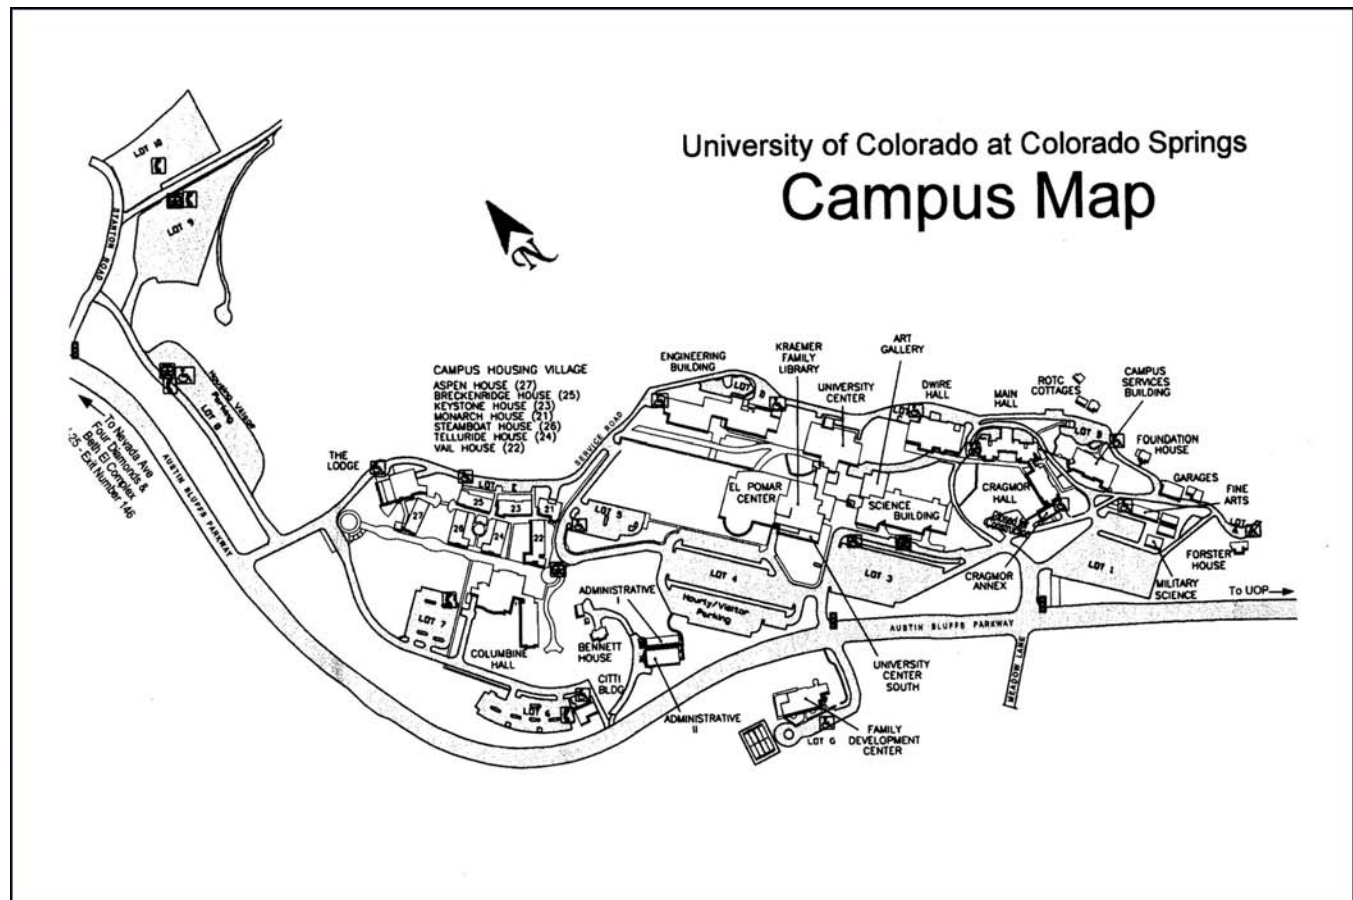 University of Colorado at Colorado Springs
Campus Map
N
LOT 10
LOT 9
STANTON ROAD
Housing Village
Parking
LOT 8
To Nevada Ave
Four Diamonds &
Beth El Complex
I-25 - Exit Number 146
AUSTIN BLUFFS PARKWAY
CAMPUS HOUSING VILLAGE
ASPEN HOUSE (27)
BRECKENRIDGE HOUSE (25)
KEYSTONE HOUSE (23)
MONARCH HOUSE (21)
STEAMBOAT HOUSE (26)
TELLURIDE HOUSE (24)
VAIL HOUSE (22)
THE
LODGE
SERVICE ROAD
ENGINEERING
BUILDING
LOT D
KRAEMER
FAMILY
LIBRARY
ART
GALLERY
UNIVERSITY
CENTER
DWIRE
HALL
LOT
MAIN
HALL
ROTC
COTTAGES
CAMPUS
SERVICES
BUILDING
LOT B
FOUNDATION
HOUSE
GARAGES
FINE
ARTS
LOT
A
FORSTER
HOUSE
MILITARY
SCIENCE
To UOP
LOT 1
CRAGMOR
HALL
CRAGMOR
ANNEX
EL POMAR
CENTER
SCIENCE
BUILDING
LOT E
25
23
21
27
26
24
22
LOT 5
LOT 4
LOT 3
Hourly/Visitor
Parking
ADMINISTRATIVE
I
BENNETT
HOUSE
COLUMBINE
HALL
LOT 7
CITTI
BLDG
LOT 6
ADMINISTRATIVE
II
UNIVERSITY
CENTER
SOUTH
AUSTIN BLUFFS PARKWAY
MEADOW LANE
FAMILY
DEVELOPMENT
CENTER
LOT G